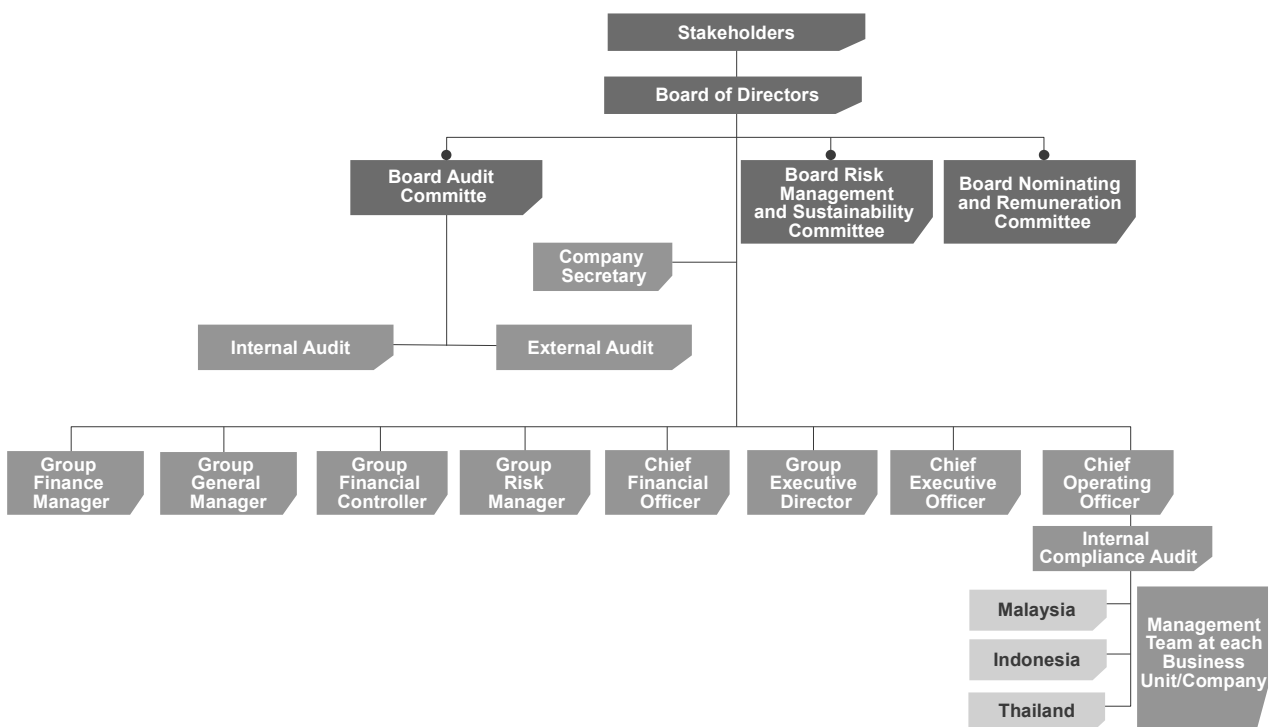 Stakeholders
Board of Directors
Board Audit
Committe
Board Risk
Management
and Sustainability
Committee
Board Nominating
and Remuneration
Committee
Company
Secretary
Internal Audit
External Audit
Group
Finance
Manager
Group
General
Manager
Group
Financial
Controller
Group
Risk
Manager
Chief
Financial
Officer
Group
Executive
Director
Chief
Executive
Officer
Chief
Operating
Officer
Internal
Compliance Audit
Malaysia
Indonesia
Thailand
Management
Team at each
Business
Unit/Company